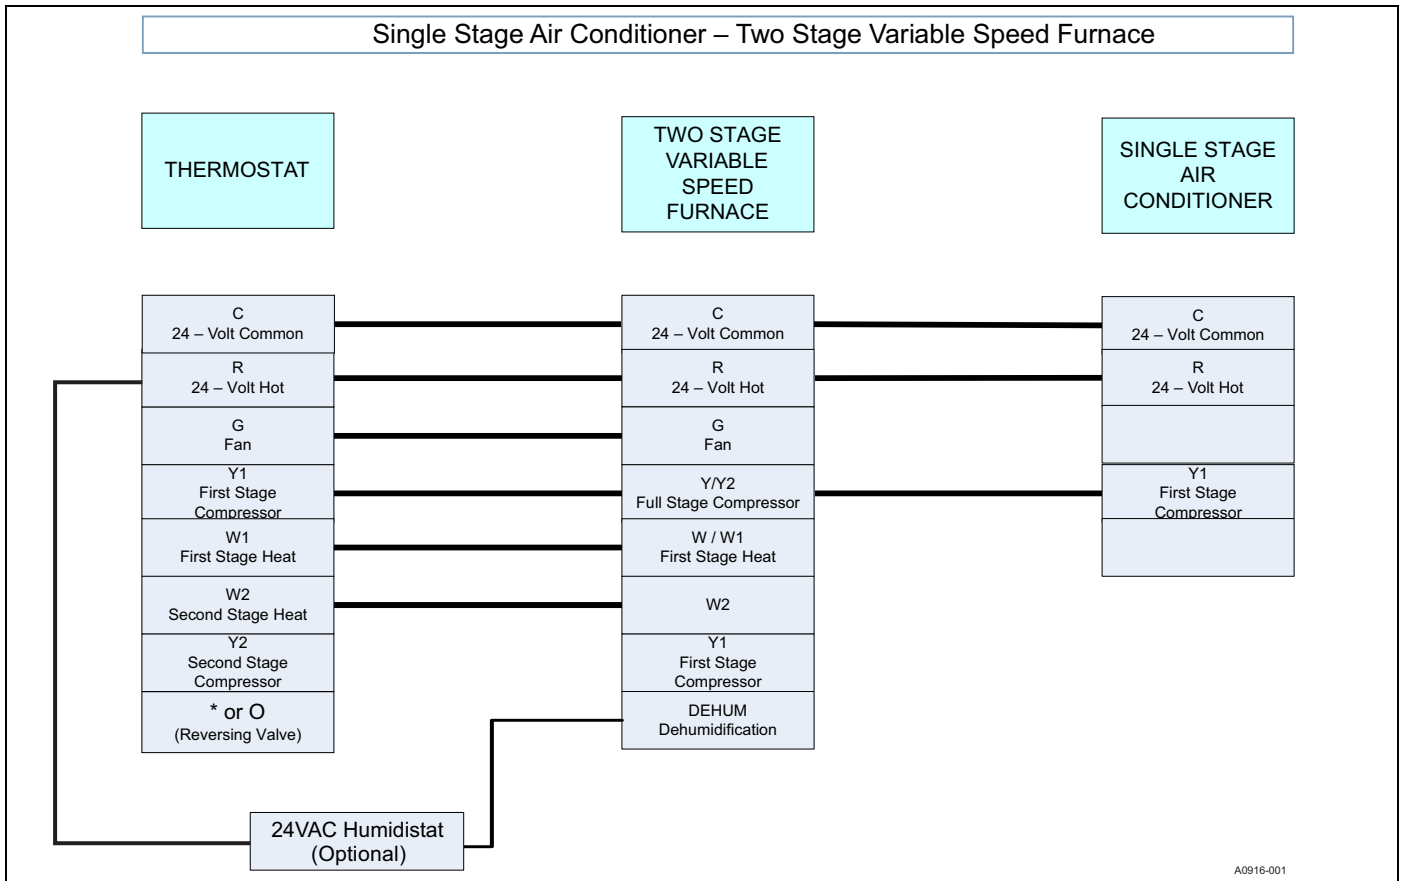 Single Stage Air Conditioner – Two Stage Variable Speed Furnace
THERMOSTAT
TWO STAGE
VARIABLE
SPEED
FURNACE
SINGLE STAGE
AIR
CONDITIONER
C
24 – Volt Common
R
24 – Volt Hot
G
Fan
Y1
First Stage
Compressor
W1
First Stage Heat
W2
Second Stage Heat
Y2
Second Stage
Compressor
* or O
(Reversing Valve)
C
24 – Volt Common
R
24 – Volt Hot
G
Fan
Y/Y2
Full Stage Compressor
W / W1
First Stage Heat
W2
Y1
First Stage
Compressor
DEHUM
Dehumidification
C
24 – Volt Common
R
24 – Volt Hot
Y1
First Stage
Compressor
24VAC Humidistat
(Optional)
A0916-001